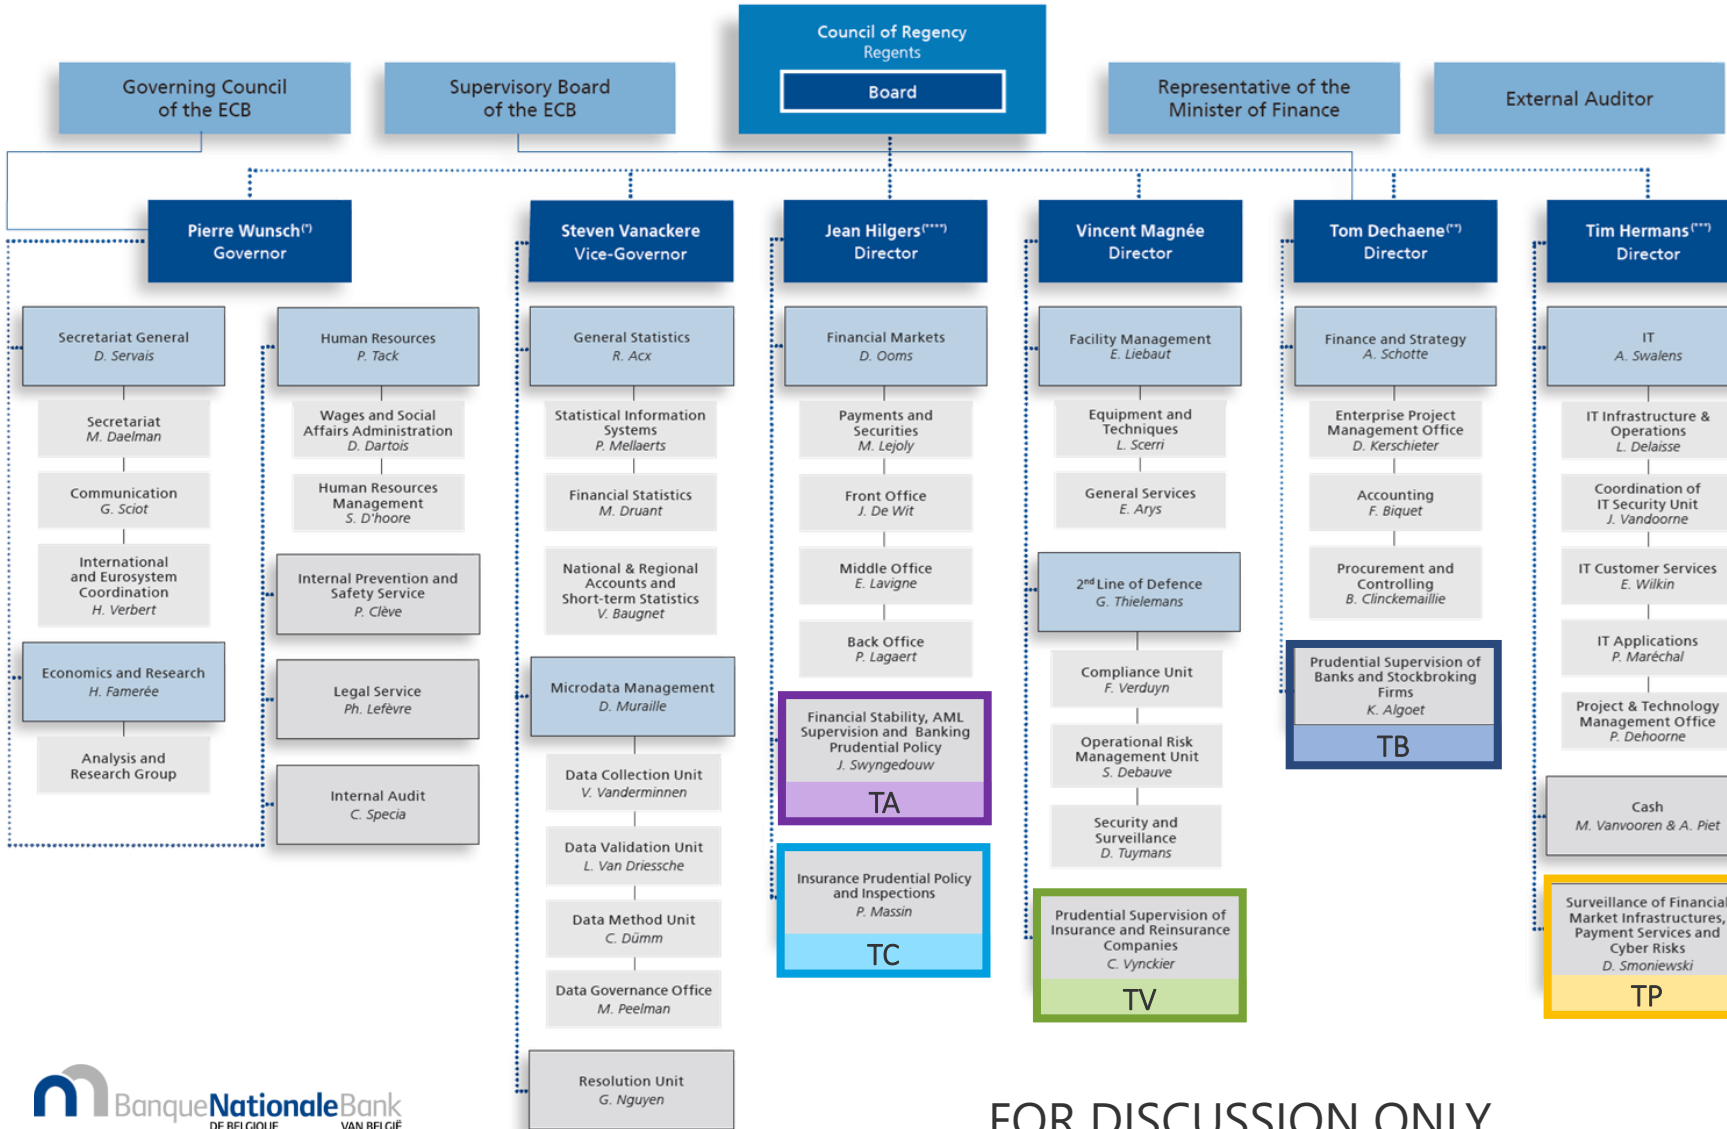 Council of Regency
Regents
Board
Governing Council
of the ECB
Supervisory Board
of the ECB
Representative of the
Minister of Finance
External Auditor
Pierre Wunsch(*)
Governor
Steven Vanackere
Vice-Governor
Jean Hilgers(****)
Director
Vincent Magnée
Director
Tom Dechaene(**)
Director
Tim Hermans(***)
Director
Secretariat General
D. Servais
Secretariat
M. Daelman
Communication
G. Sciot
International
and Eurosystem
Coordination
H. Verbert
Economics and Research
H. Famerée
Analysis and
Research Group
Human Resources
P. Tack
Wages and Social
Affairs Administration
D. Dartois
Human Resources
Management
S. D'hoore
Internal Prevention and
Safety Service
P. Clève
Legal Service
Ph. Lefèvre
Internal Audit
C. Specia
General Statistics
R. Acx
Statistical Information
Systems
P. Mellaerts
Financial Statistics
M. Druant
National & Regional
Accounts and
Short-term Statistics
V. Baugnet
Microdata Management
D. Muraille
Data Collection Unit
V. Vanderminnen
Data Validation Unit
L. Van Driessche
Data Method Unit
C. Dümm
Data Governance Office
M. Peelman
Resolution Unit
G. Nguyen
Financial Markets
D. Ooms
Payments and
Securities
M. Lejoly
Front Office
J. De Wit
Middle Office
E. Lavigne
Back Office
P. Lagaert
Financial Stability, AML
Supervision and Banking
Prudential Policy
J. Swyngedouw
TA
Insurance Prudential Policy
and Inspections
P. Massin
TC
Facility Management
E. Liebaut
Equipment and
Techniques
L. Scerri
General Services
E. Arys
2nd Line of Defence
G. Thielemans
Compliance Unit
F. Verduyn
Operational Risk
Management Unit
S. Debauve
Security and
Surveillance
D. Tuymans
Prudential Supervision of
Insurance and Reinsurance
Companies
C. Vynckier
TV
Finance and Strategy
A. Schotte
Enterprise Project
Management Office
D. Kerschieter
Accounting
F. Biquet
Procurement and
Controlling
B. Clinckemaillie
Prudential Supervision of
Banks and Stockbroking
Firms
K. Algoet
TB
IT
A. Swalens
IT Infrastructure &
Operations
L. Delaisse
Coordination of
IT Security Unit
J. Vandoorne
IT Customer Services
E. Wilkin
IT Applications
P. Maréchal
Project & Technology
Management Office
P. Dehoorne
Cash
M. Vanvooren & A. Piet
Surveillance of Financial
Market Infrastructures,
Payment Services and
Cyber Risks
D. Smoniewski
TP
BanqueNationaleBank
DE BELGIQUE VAN BELGIË
FOR DISCUSSION ONLY